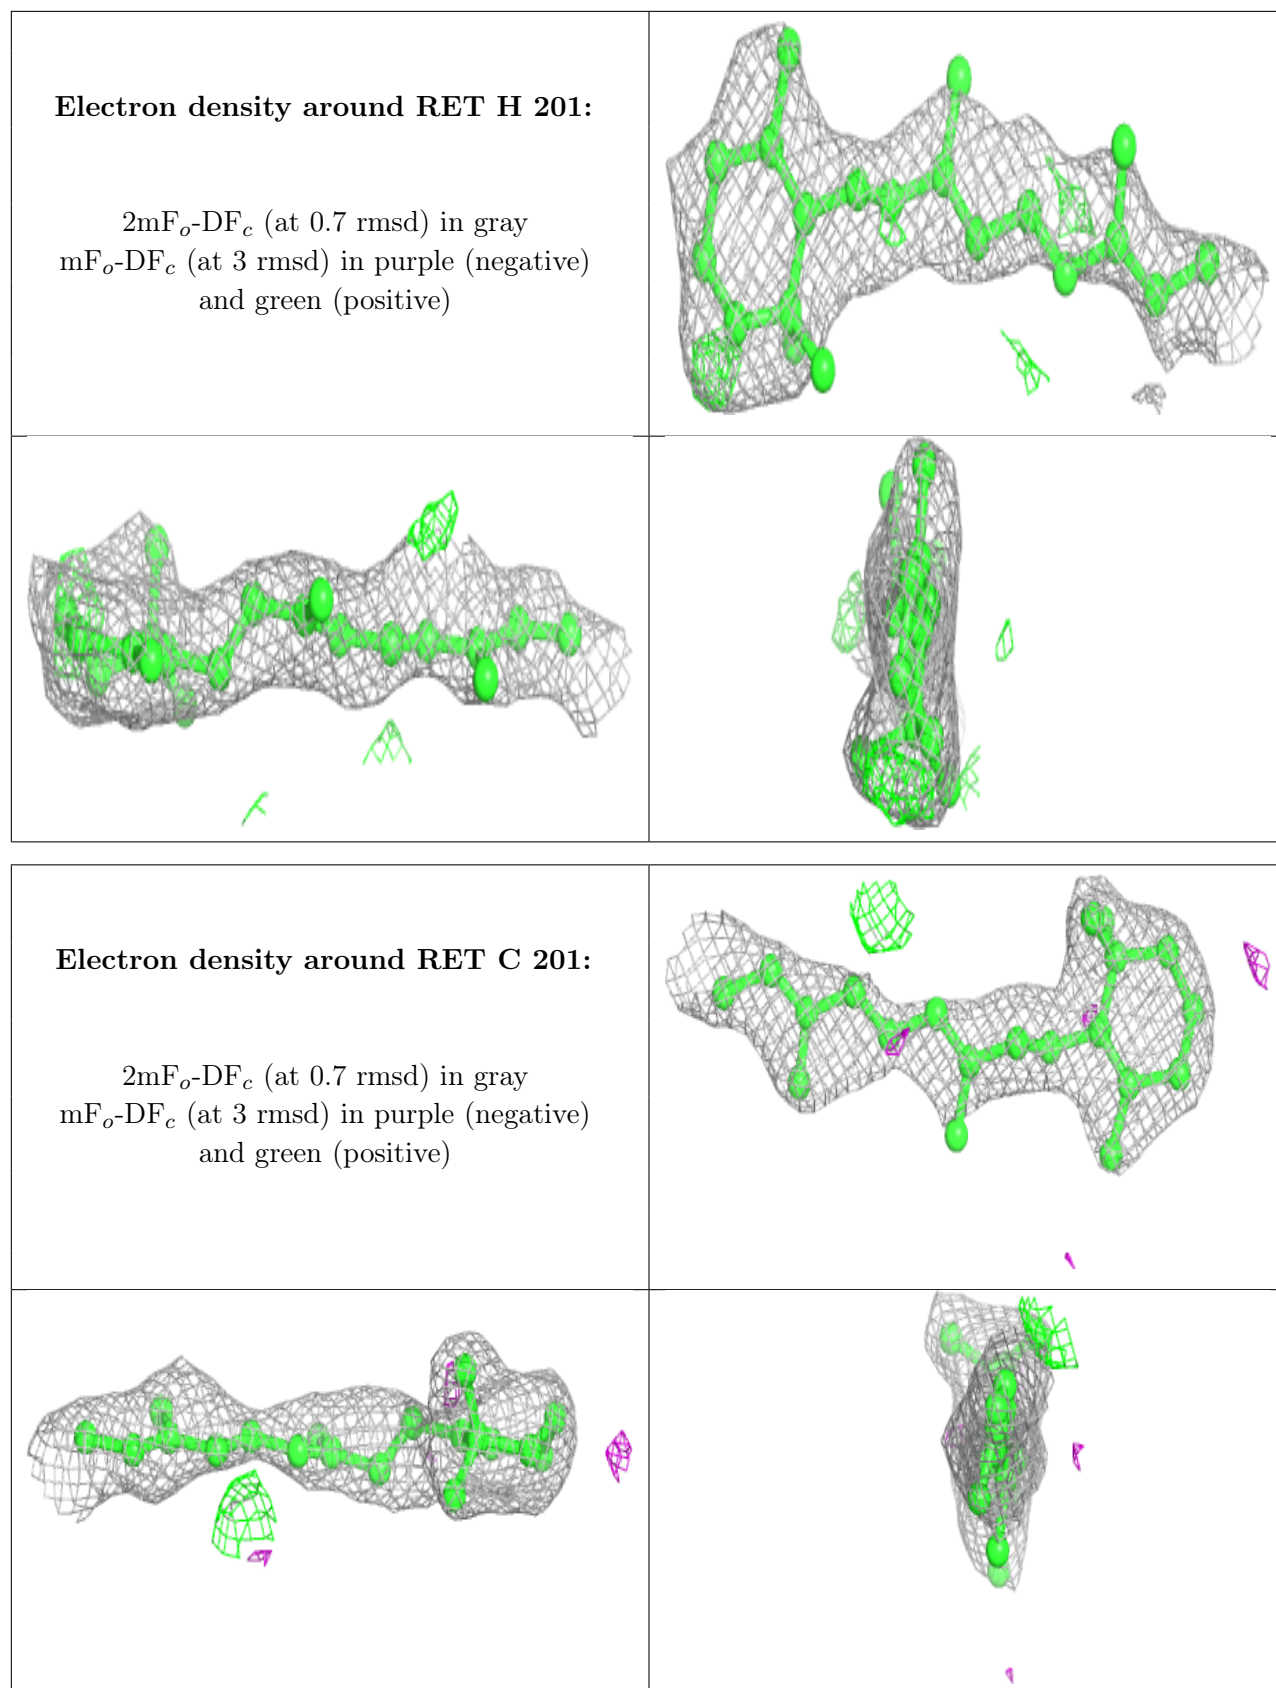 Electron density around RET H 201:
2mFo-DFc (at 0.7 rmsd) in gray
mFo-DFc (at 3 rmsd) in purple (negative)
and green (positive)
Electron density around RET C 201:
2mFo-DFc (at 0.7 rmsd) in gray
mFo-DFc (at 3 rmsd) in purple (negative)
and green (positive)